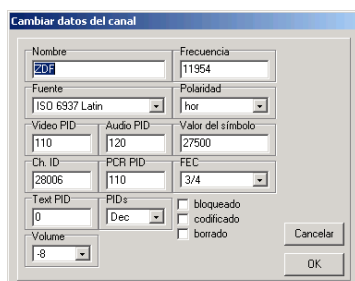 Cambiar datos del canal
Nombre Frecuencia
ZDF 11954
Fuente Polaridad
ISO 6937 Latin hor
Video PID Audio PID Valor del símbolo
110 120 27500
Ch. ID PCR PID FEC
28006 110 3/4
Text PID PIDs bloqueado
0 Dec codificado
Volume borrado Cancelar
-8 OK